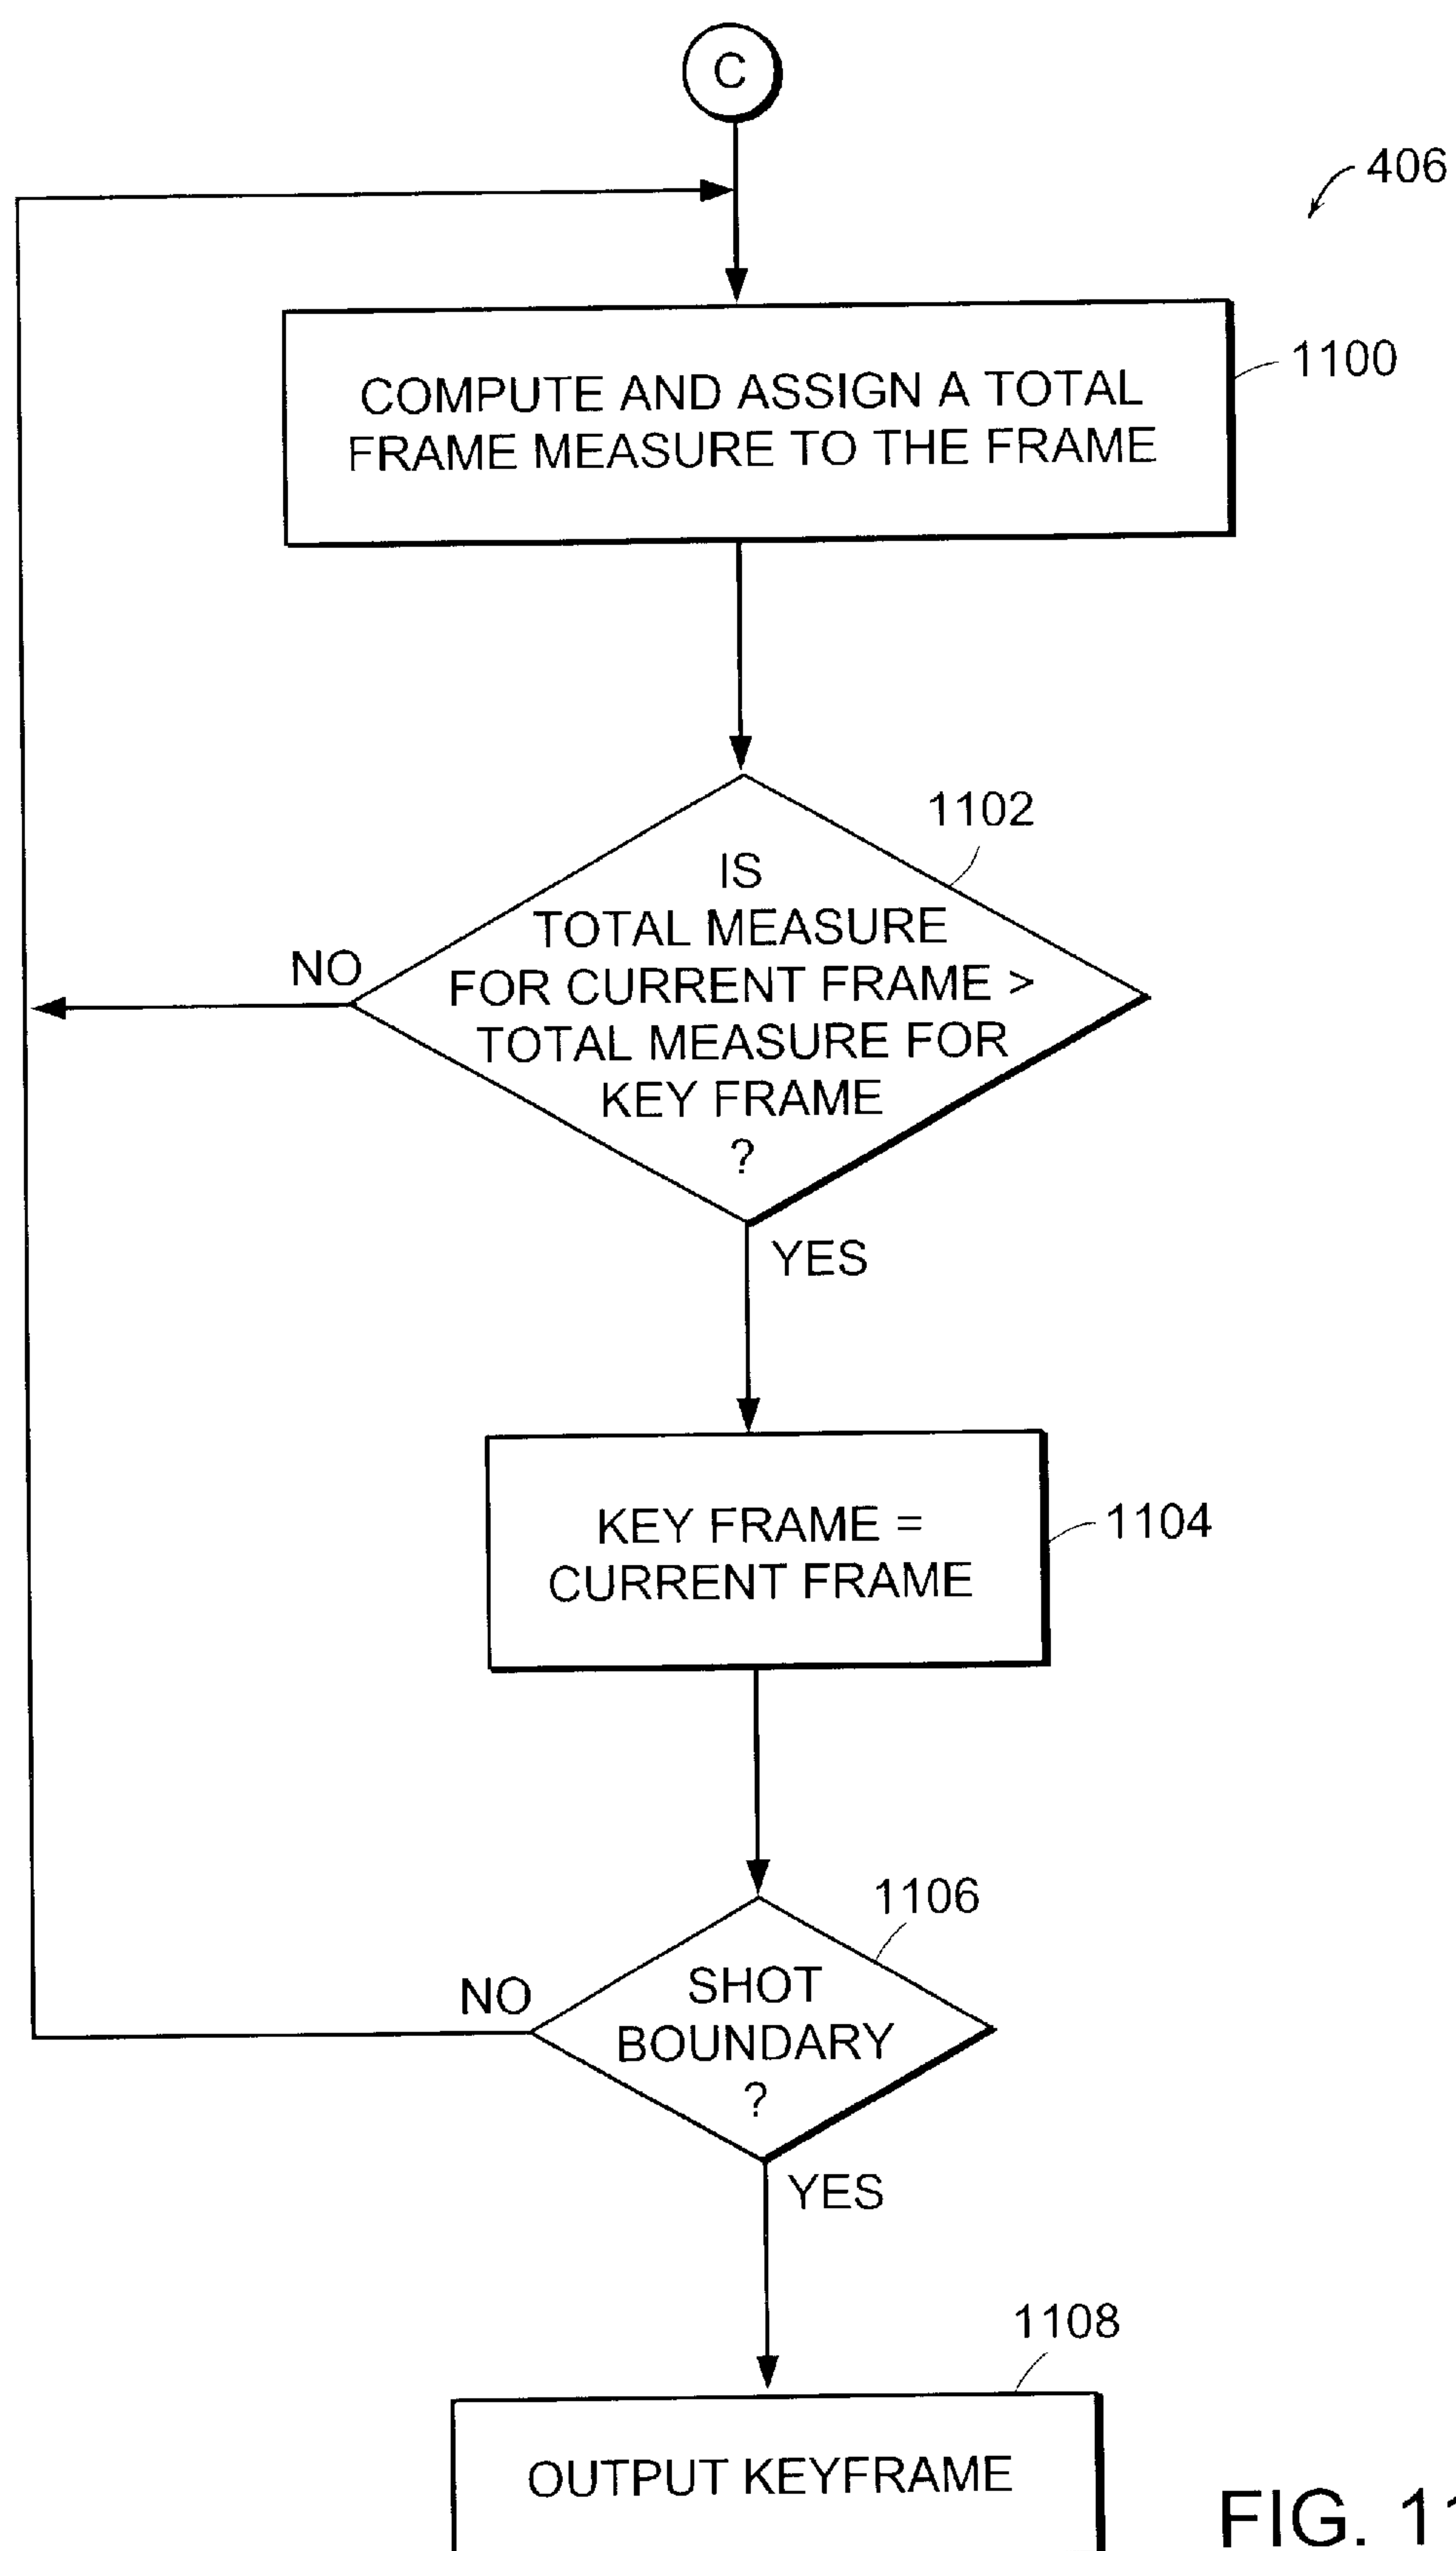 C
406
COMPUTE AND ASSIGN A TOTAL
FRAME MEASURE TO THE FRAME
1100
1102
IS
TOTAL MEASURE
FOR CURRENT FRAME >
TOTAL MEASURE FOR
KEY FRAME
?
NO
YES
KEY FRAME =
CURRENT FRAME
1104
1106
SHOT
BOUNDARY
?
NO
YES
1108
OUTPUT KEYFRAME
FIG. 11